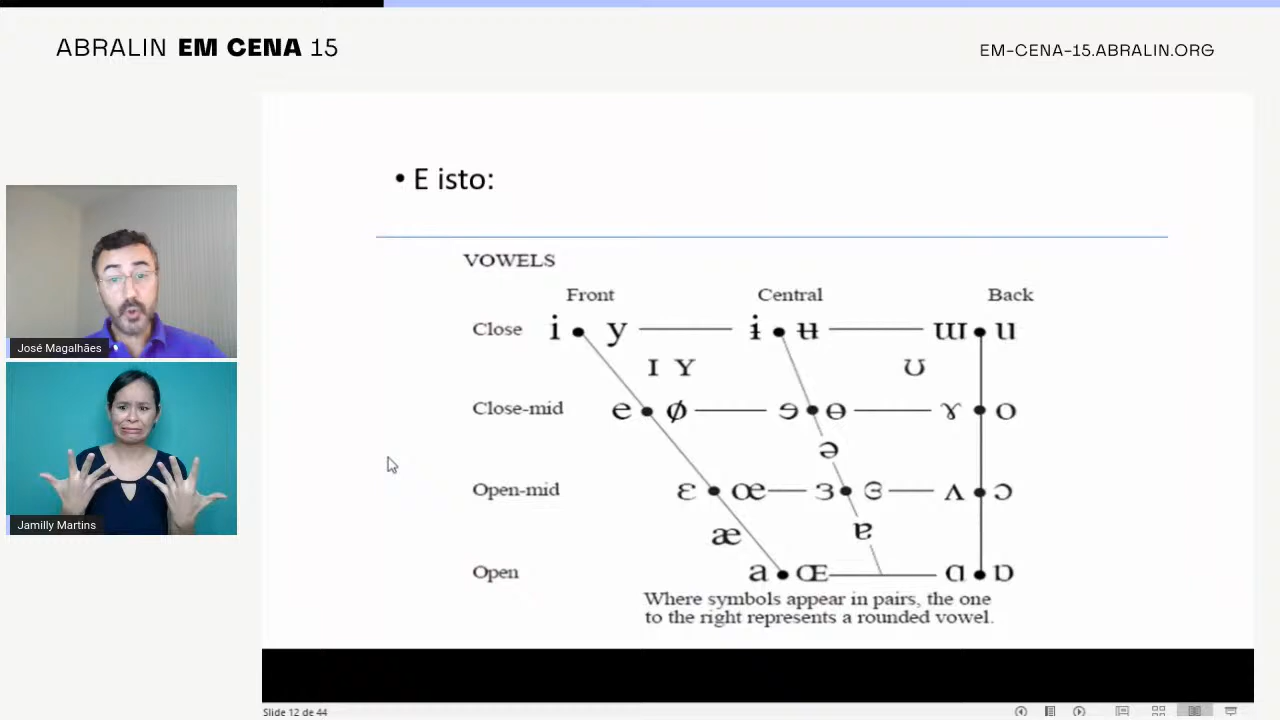 ABRALIN EM CENA 15
EM-CENA-15.ABRALIN.ORG
• E isto:
VOWELS
Front Central Back
Close i • y ɨ • ʉ ɯ • u
ɪ ʏ ʊ
Close-mid e • ø ɘ • ɵ ɤ • o
ə
Open-mid ɛ • œ ɜ • ɞ ʌ • ɔ
æ ɐ
Open a • ɶ ɑ • ɒ
Where symbols appear in pairs, the one
to the right represents a rounded vowel.
José Magalhães
Jamilly Martins
Slide 12 de 44